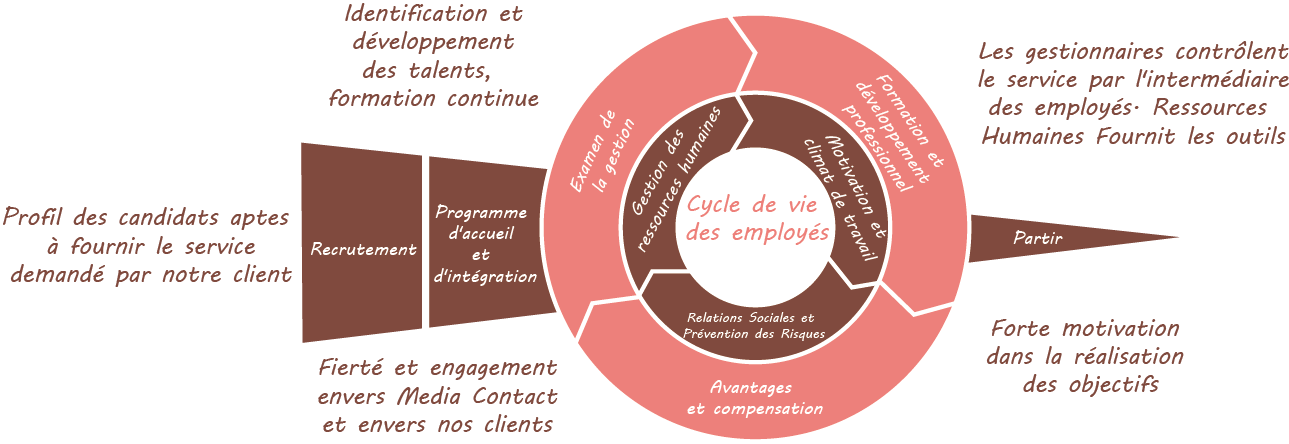 Identification et
développement
des talents,
formation continue
Les gestionnaires contrôlent
le service par l'intermédiaire
des employés. Ressources
Humaines Fournit les outils
Profil des candidats aptes
à fournir le service
demandé par notre client
Recrutement
Programme
d'accueil
et
d'intégration
Examen de
la gestion
Gestion des
ressources humaines
Cycle de vie
des employés
Motivation et
climat de travail
Formation et
développement
professionnel
Partir
Relations Sociales et
Prévention des Risques
Avantages
et compensation
Fierté et engagement
envers Media Contact
et envers nos clients
Forte motivation
dans la réalisation
des objectifs